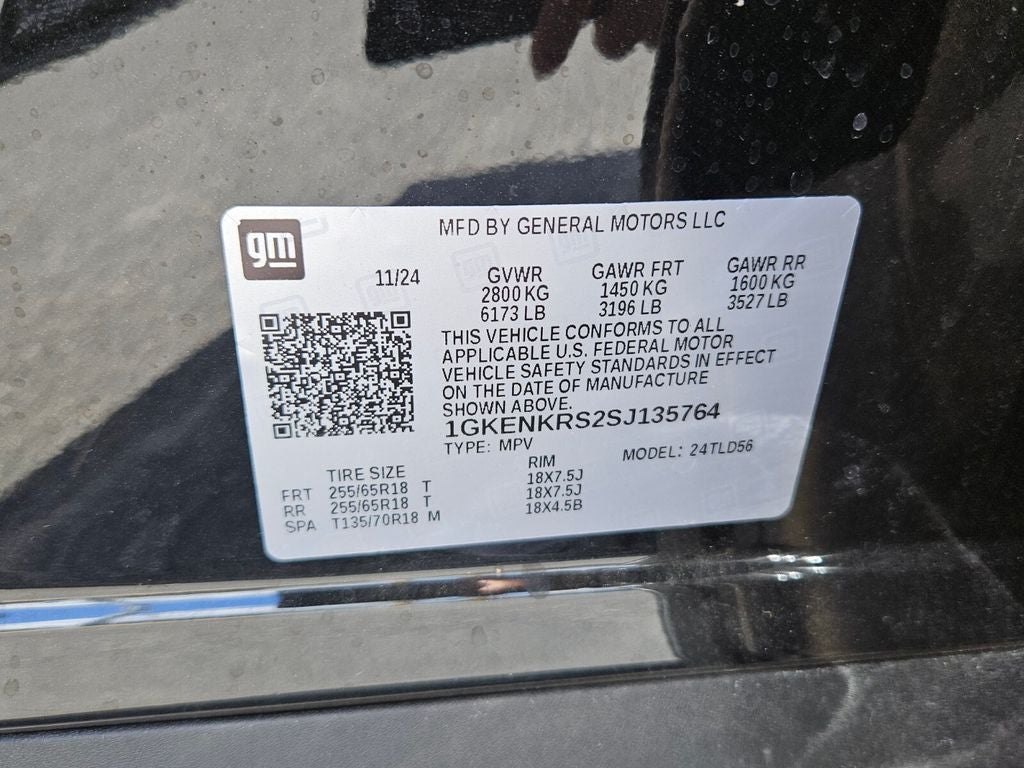 gm
MFD BY GENERAL MOTORS LLC
11/24
GVWR
2800 KG
6173 LB
GAWR FRT
1450 KG
3196 LB
GAWR RR
1600 KG
3527 LB
THIS VEHICLE CONFORMS TO ALL
APPLICABLE U.S. FEDERAL MOTOR
VEHICLE SAFETY STANDARDS IN EFFECT
ON THE DATE OF MANUFACTURE
SHOWN ABOVE.
1GKENKRS2SJ135764
TYPE: MPV
MODEL: 24TLD56
TIRE SIZE RIM
FRT 255/65R18 T 18X7.5J
RR 255/65R18 T 18X7.5J
SPA T135/70R18 M 18X4.5B